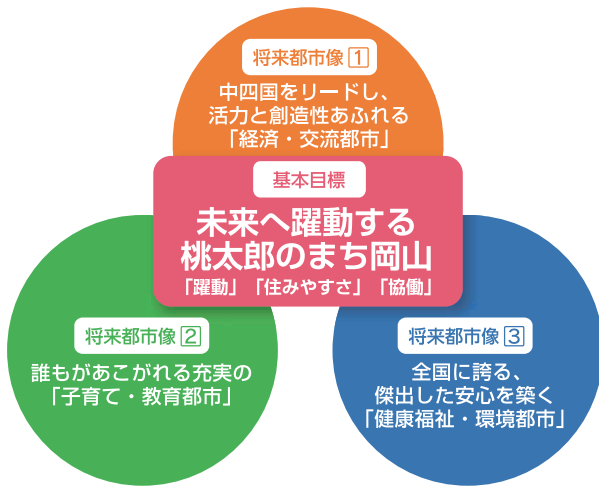 将来都市像1
中四国をリードし、
活力と創造性あふれる
「経済・交流都市」
基本目標
未来へ躍動する
桃太郎のまち岡山
「躍動」「住みやすさ」「協働」
将来都市像2
誰もがあこがれる充実の
「子育て・教育都市」
将来都市像3
全国に誇る、
傑出した安心を築く
「健康福祉・環境都市」